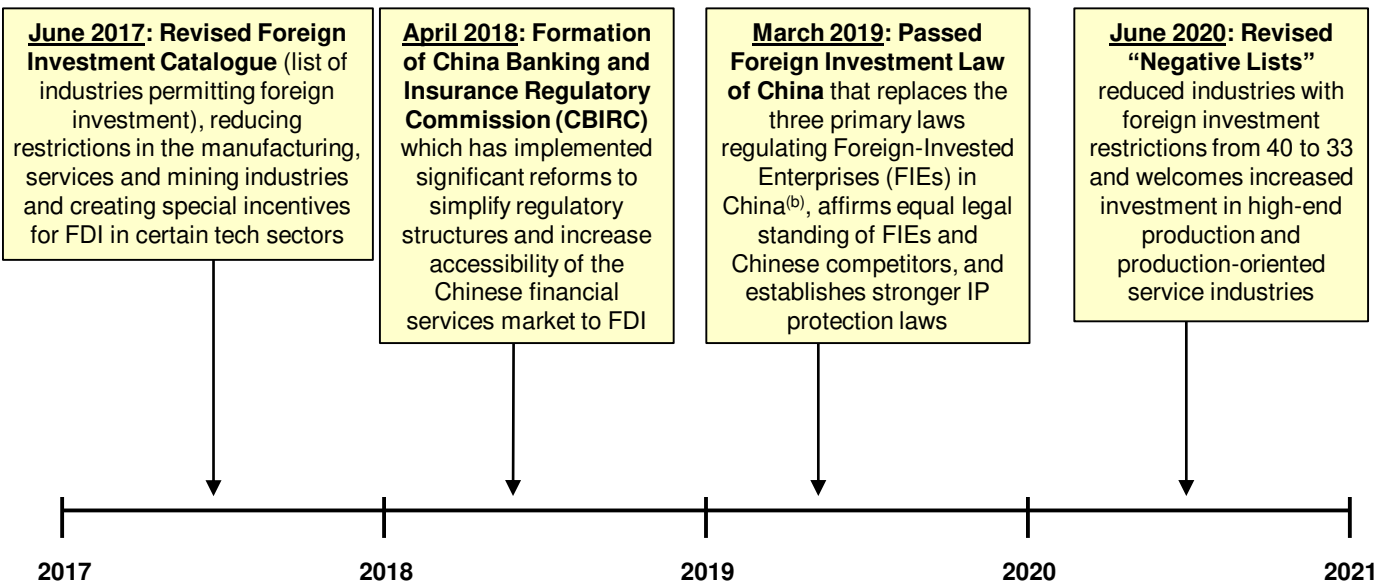 June 2017: Revised Foreign
Investment Catalogue (list of
industries permitting foreign
investment), reducing
restrictions in the manufacturing,
services and mining industries
and creating special incentives
for FDI in certain tech sectors
April 2018: Formation
of China Banking and
Insurance Regulatory
Commission (CBIRC)
which has implemented
significant reforms to
simplify regulatory
structures and increase
accessibility of the
Chinese financial
services market to FDI
March 2019: Passed
Foreign Investment Law
of China that replaces the
three primary laws
regulating Foreign-Invested
Enterprises (FIEs) in
China(b), affirms equal legal
standing of FIEs and
Chinese competitors, and
establishes stronger IP
protection laws
June 2020: Revised
“Negative Lists”
reduced industries with
foreign investment
restrictions from 40 to 33
and welcomes increased
investment in high-end
production and
production-oriented
service industries
2017
2018
2019
2020
2021